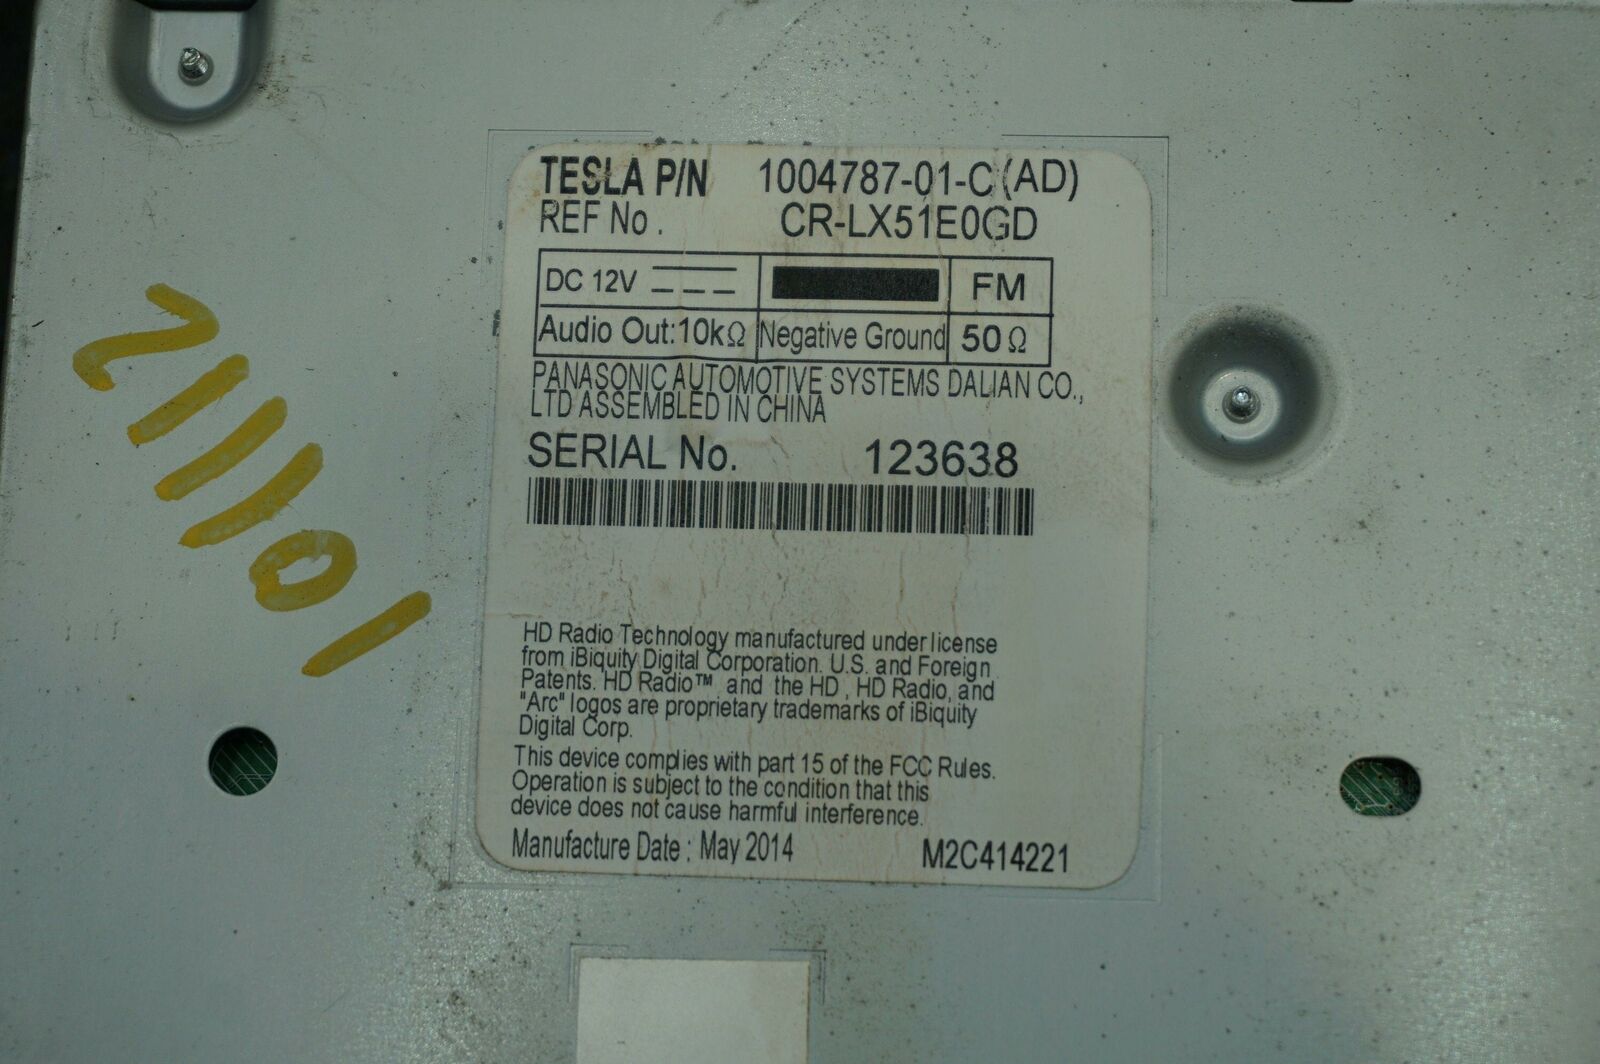 TESLA P/N 1004787-01-C (AD)
REF No. CR-LX51E0GD
DC 12V FM
Audio Out: 10kΩ Negative Ground 50 Ω
PANASONIC AUTOMOTIVE SYSTEMS DALIAN CO.,
LTD ASSEMBLED IN CHINA
SERIAL No. 123638
HD Radio Technology manufactured under license
from iBiquity Digital Corporation. U.S. and Foreign
Patents. HD Radio™ and the HD, HD Radio, and
"Arc" logos are proprietary trademarks of iBiquity
Digital Corp.
This device complies with part 15 of the FCC Rules.
Operation is subject to the condition that this
device does not cause harmful interference.
Manufacture Date : May 2014 M2C414221
211101